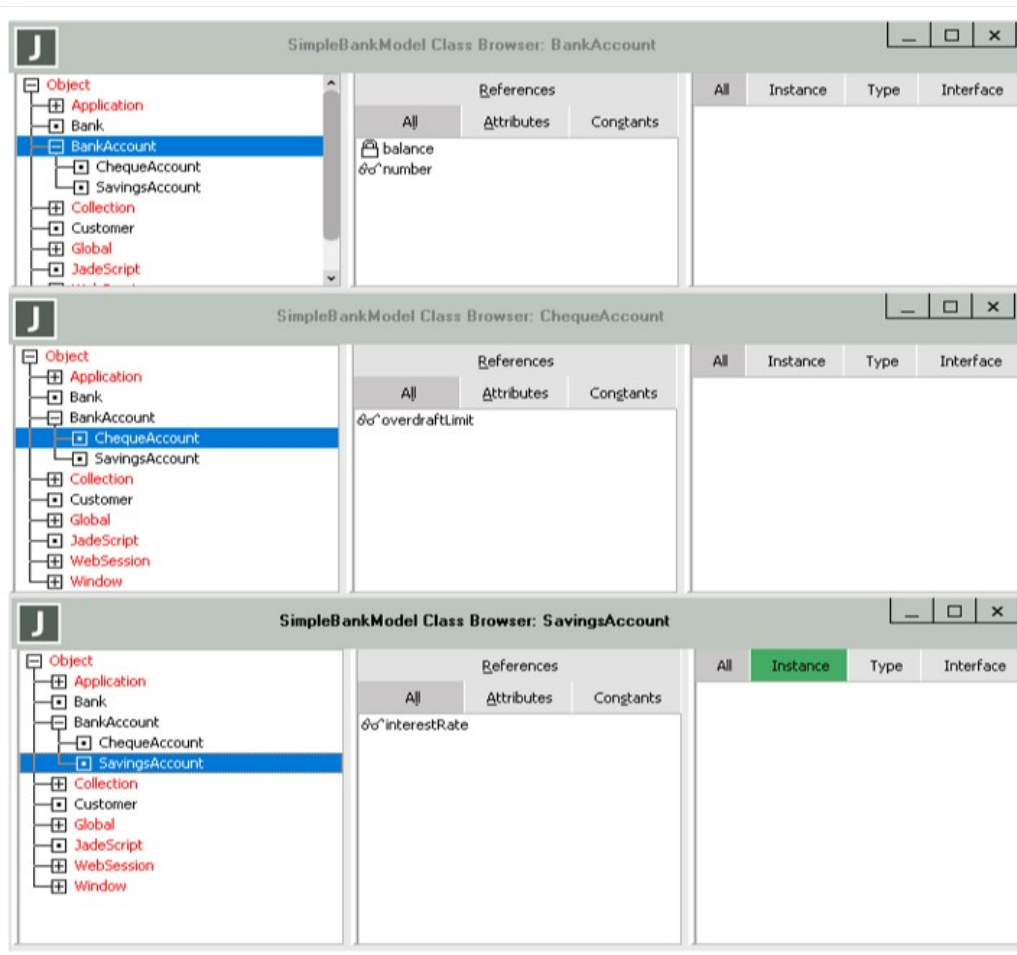 J SimpleBankModel Class Browser: BankAccount
Object
Application
Bank
BankAccount
ChequeAccount
SavingsAccount
Collection
Customer
Global
JadeScript
References
All Attributes Constants
balance
number
All Instance Type Interface
J SimpleBankModel Class Browser: ChequeAccount
Object
Application
Bank
BankAccount
ChequeAccount
SavingsAccount
Collection
Customer
Global
JadeScript
WebSession
Window
References
All Attributes Constants
overdraftLimit
All Instance Type Interface
J SimpleBankModel Class Browser: SavingsAccount
Object
Application
Bank
BankAccount
ChequeAccount
SavingsAccount
Collection
Customer
Global
JadeScript
WebSession
Window
References
All Attributes Constants
interestRate
All Instance Type Interface